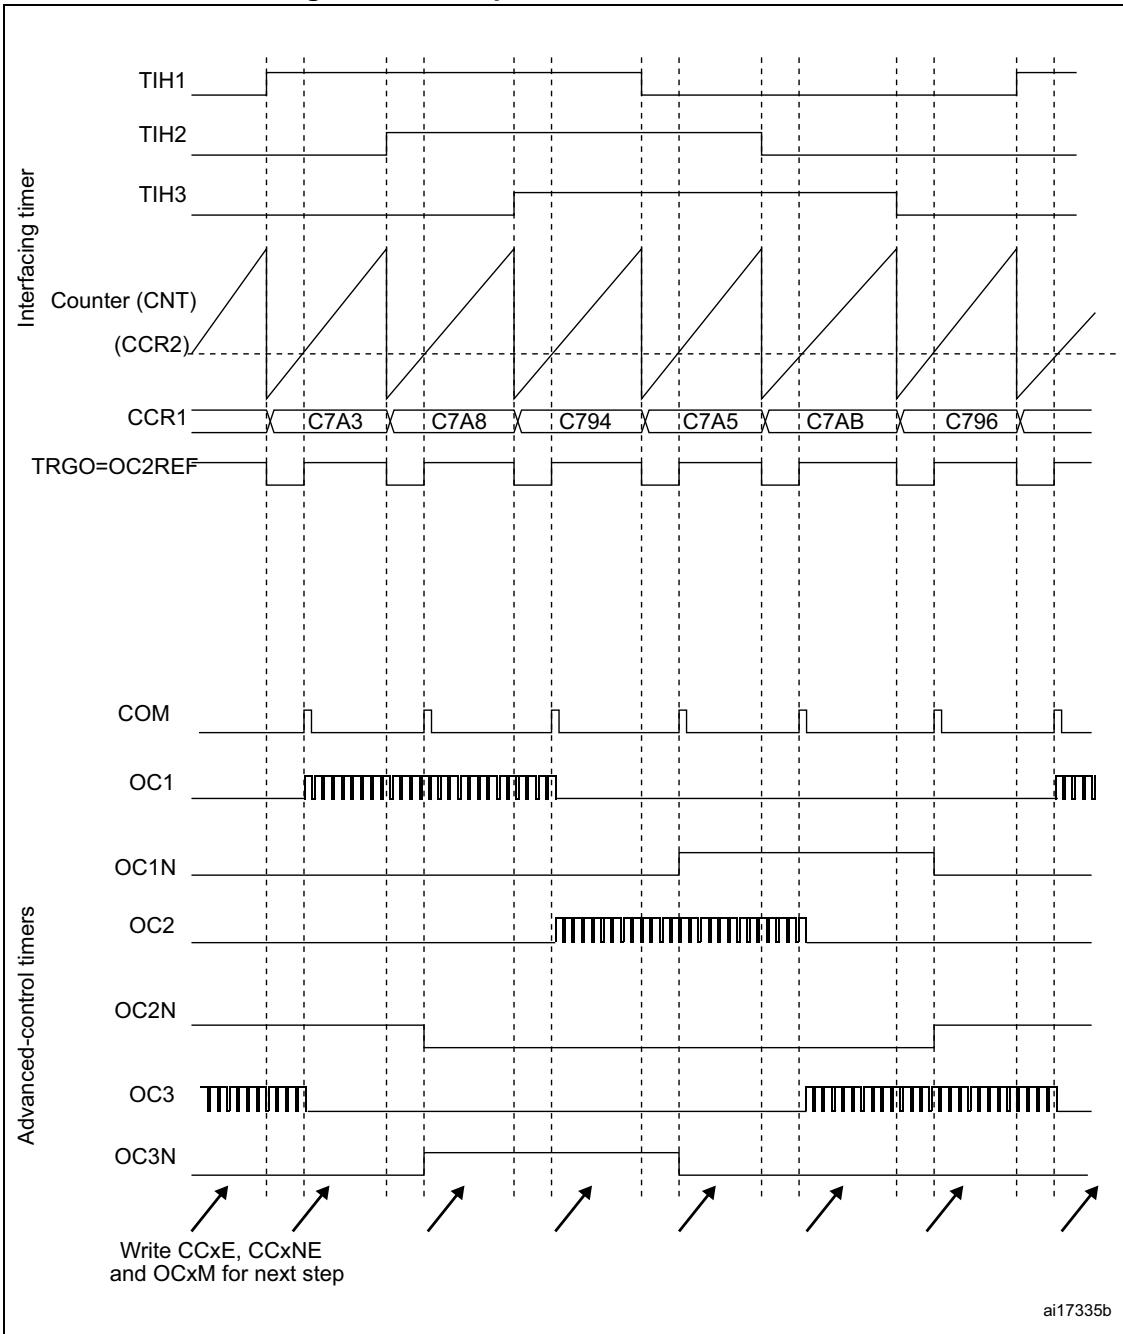 TIH1
TIH2
TIH3
Interfacing timer
Counter (CNT)
(CCR2)
CCR1
C7A3 C7A8 C794 C7A5 C7AB C796
TRGO=OC2REF
COM
OC1
OC1N
OC2
OC2N
OC3
OC3N
Advanced-control timers
Write CCxE, CCxNE
and OCxM for next step
ai17335b